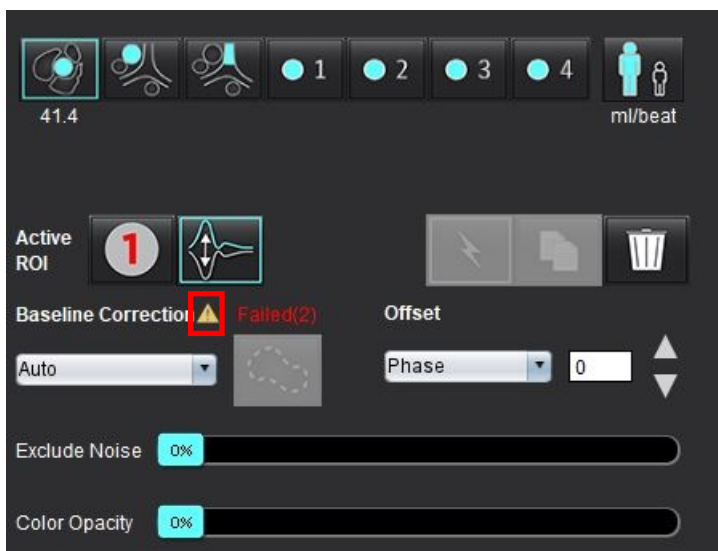 1 2 3 4
41.4 ml/beat
Active
ROI
1
Baseline Correction Failed(2) Offset
Auto Phase 0
Exclude Noise 0%
Color Opacity 0%